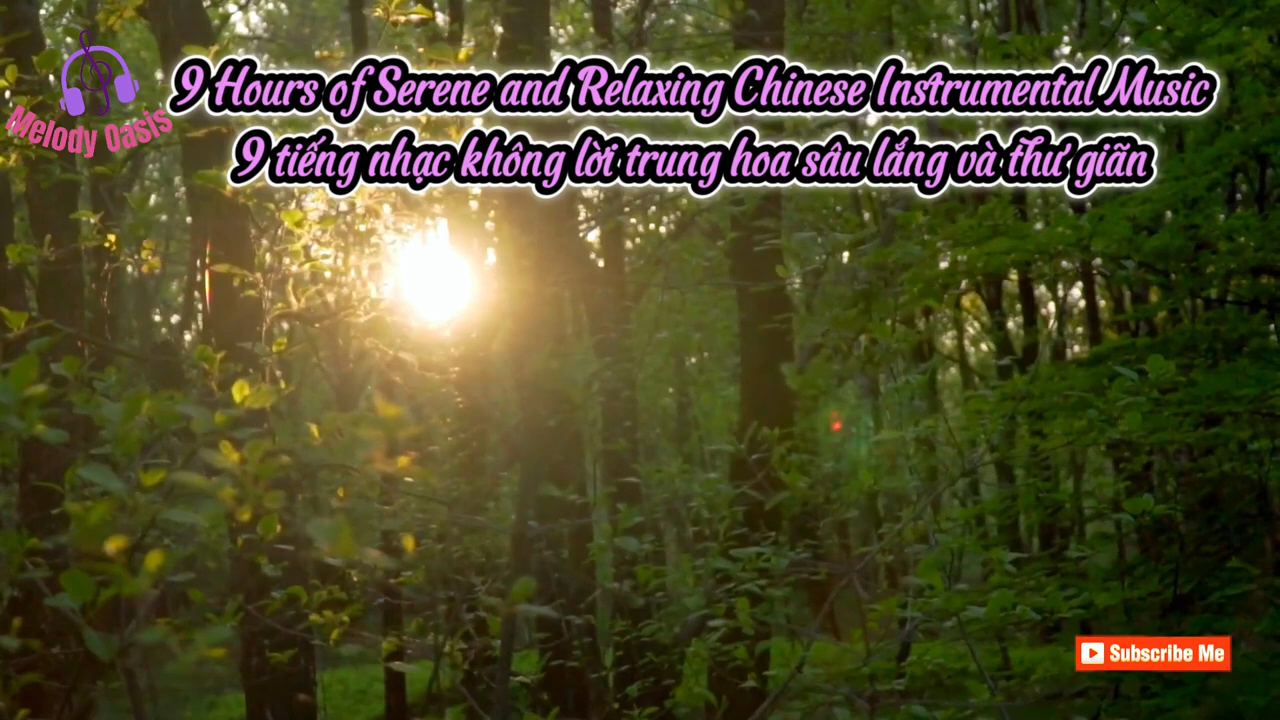 Melody Oasis
9 Hours of Serene and Relaxing Chinese Instrumental Music
9 tiếng nhạc không lời trung hoa sâu lắng và thư giãn
Subscribe Me